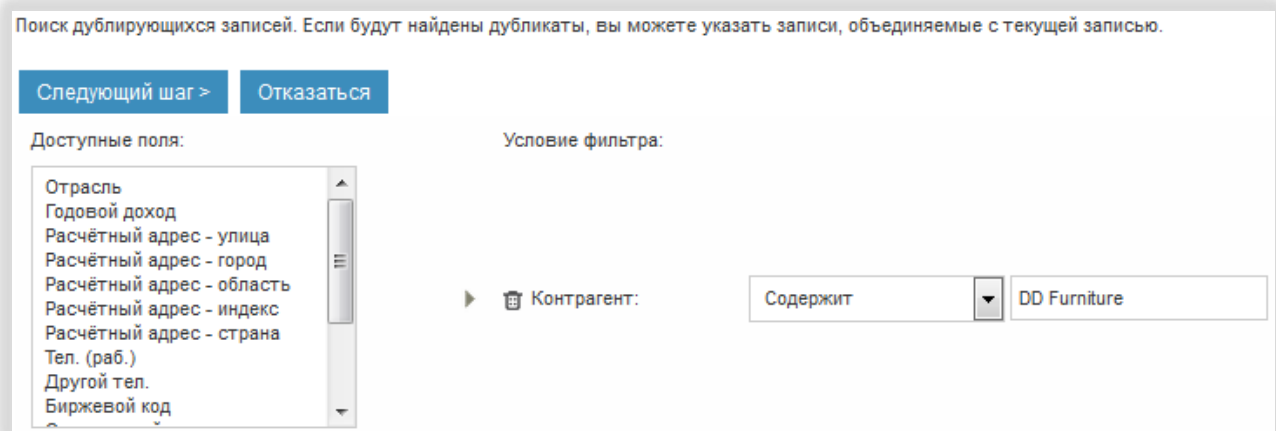 Поиск дублирующихся записей. Если будут найдены дубликаты, вы можете указать записи, объединяемые с текущей записью.
Следующий шаг > Отказаться
Доступные поля: Условие фильтра:
Отрасль
Годовой доход
Расчётный адрес - улица
Расчётный адрес - город
Расчётный адрес - область
Контрагент: Содержит DD Furniture
Расчётный адрес - индекс
Расчётный адрес - страна
Тел. (раб.)
Другой тел.
Биржевой код